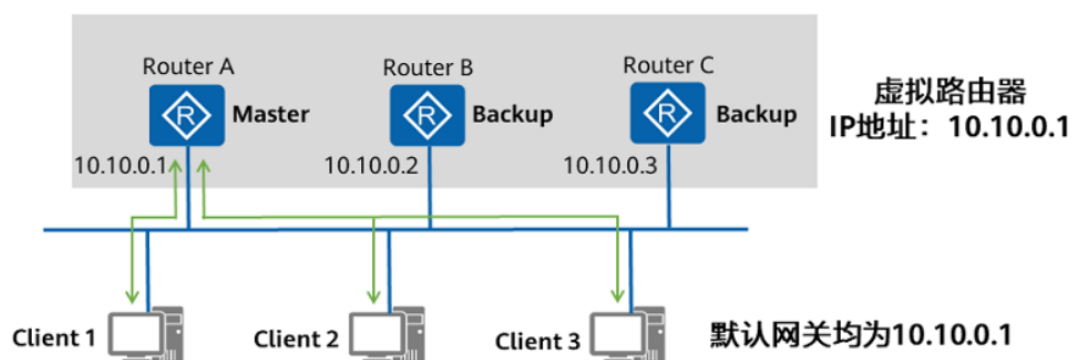 Router A
Router B
Router C
R
Master
R
Backup
R
Backup
虚拟路由器
IP地址：10.10.0.1
10.10.0.1
10.10.0.2
10.10.0.3
Client 1
Client 2
Client 3
默认网关均为10.10.0.1